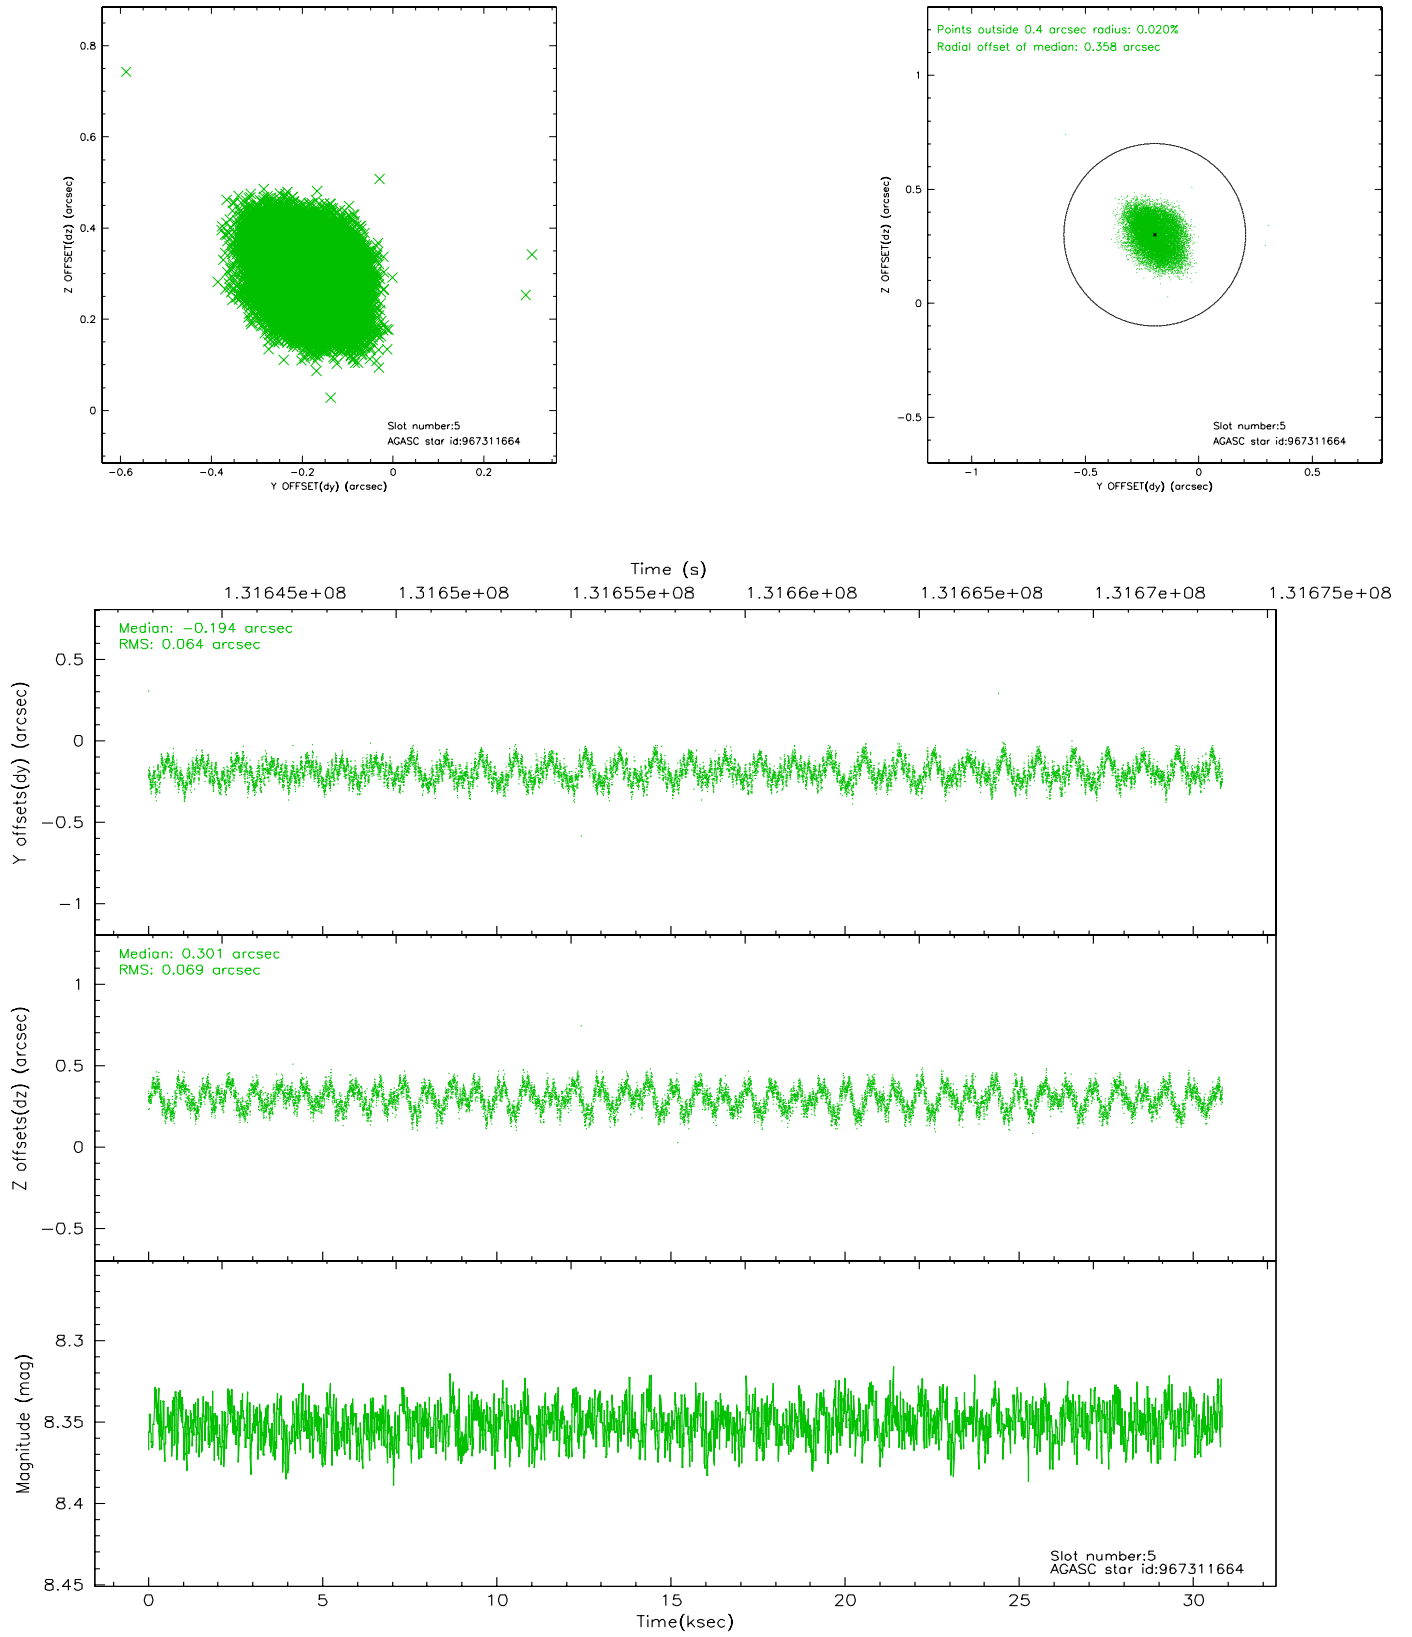 0.8
0.6
0.4
0.2
0
Z OFFSET(dz) (arcsec)
Slot number:5
AGASC star id:967311664
−0.6 −0.4 −0.2 0 0.2
Y OFFSET(dy) (arcsec)
Points outside 0.4 arcsec radius: 0.020%
Radial offset of median: 0.358 arcsec
1
0.5
0
−0.5
Z OFFSET(dz) (arcsec)
Slot number:5
AGASC star id:967311664
−1 −0.5 0 0.5
Y OFFSET(dy) (arcsec)
Time (s)
1.31645e+08 1.3165e+08 1.31655e+08 1.3166e+08 1.31665e+08 1.3167e+08 1.31675e+08
Median: −0.194 arcsec
RMS: 0.064 arcsec
0.5
0
−0.5
−1
Y offsets(dy) (arcsec)
Median: 0.301 arcsec
RMS: 0.069 arcsec
1
0.5
0
−0.5
Z offsets(dz) (arcsec)
8.3
8.35
8.4
8.45
Magnitude (mag)
Slot number:5
AGASC star id:967311664
0 5 10 15 20 25 30
Time(ksec)